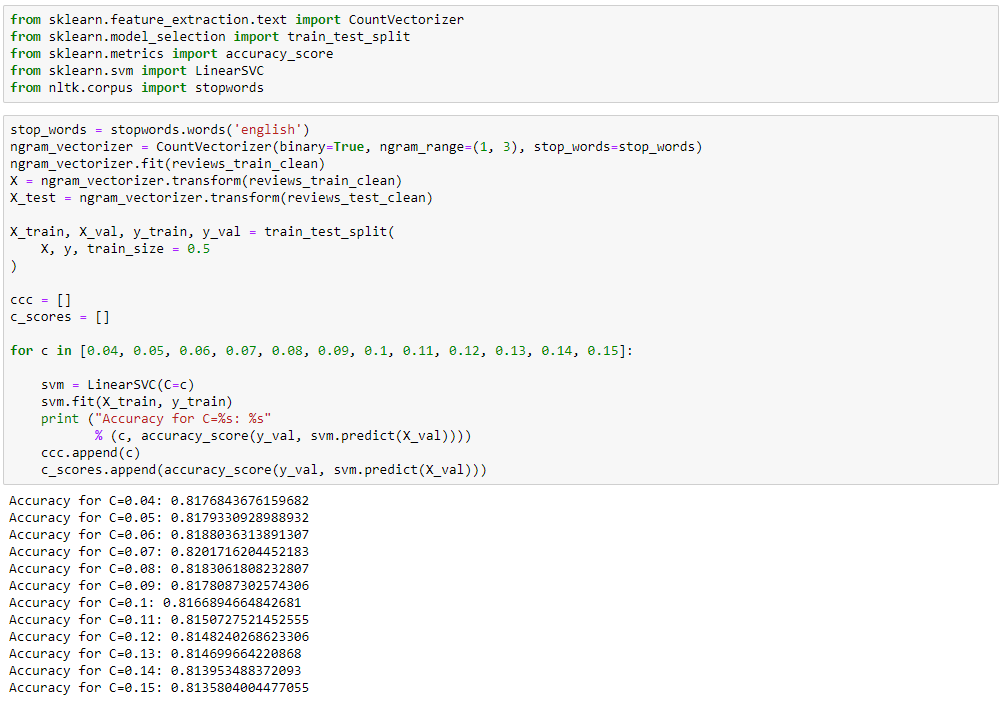 from sklearn.feature_extraction.text import CountVectorizer
from sklearn.model_selection import train_test_split
from sklearn.metrics import accuracy_score
from sklearn.svm import LinearSVC
from nltk.corpus import stopwords
stop_words = stopwords.words('english')
ngram_vectorizer = CountVectorizer(binary=True, ngram_range=(1, 3), stop_words=stop_words)
ngram_vectorizer.fit(reviews_train_clean)
X = ngram_vectorizer.transform(reviews_train_clean)
X_test = ngram_vectorizer.transform(reviews_test_clean)
X_train, X_val, y_train, y_val = train_test_split(
    X, y, train_size = 0.5
)
ccc = []
c_scores = []
for c in [0.04, 0.05, 0.06, 0.07, 0.08, 0.09, 0.1, 0.11, 0.12, 0.13, 0.14, 0.15]:
    svm = LinearSVC(C=c)
    svm.fit(X_train, y_train)
    print ("Accuracy for C=%s: %s"
           % (c, accuracy_score(y_val, svm.predict(X_val))))
    ccc.append(c)
    c_scores.append(accuracy_score(y_val, svm.predict(X_val)))
Accuracy for C=0.04: 0.8176843676159682
Accuracy for C=0.05: 0.8179330928988932
Accuracy for C=0.06: 0.8188036313891307
Accuracy for C=0.07: 0.8201716204452183
Accuracy for C=0.08: 0.8183061808232807
Accuracy for C=0.09: 0.8178087302574306
Accuracy for C=0.1: 0.8166894664842681
Accuracy for C=0.11: 0.8150727521452555
Accuracy for C=0.12: 0.8148240268623306
Accuracy for C=0.13: 0.814699664220868
Accuracy for C=0.14: 0.813953488372093
Accuracy for C=0.15: 0.8135804004477055